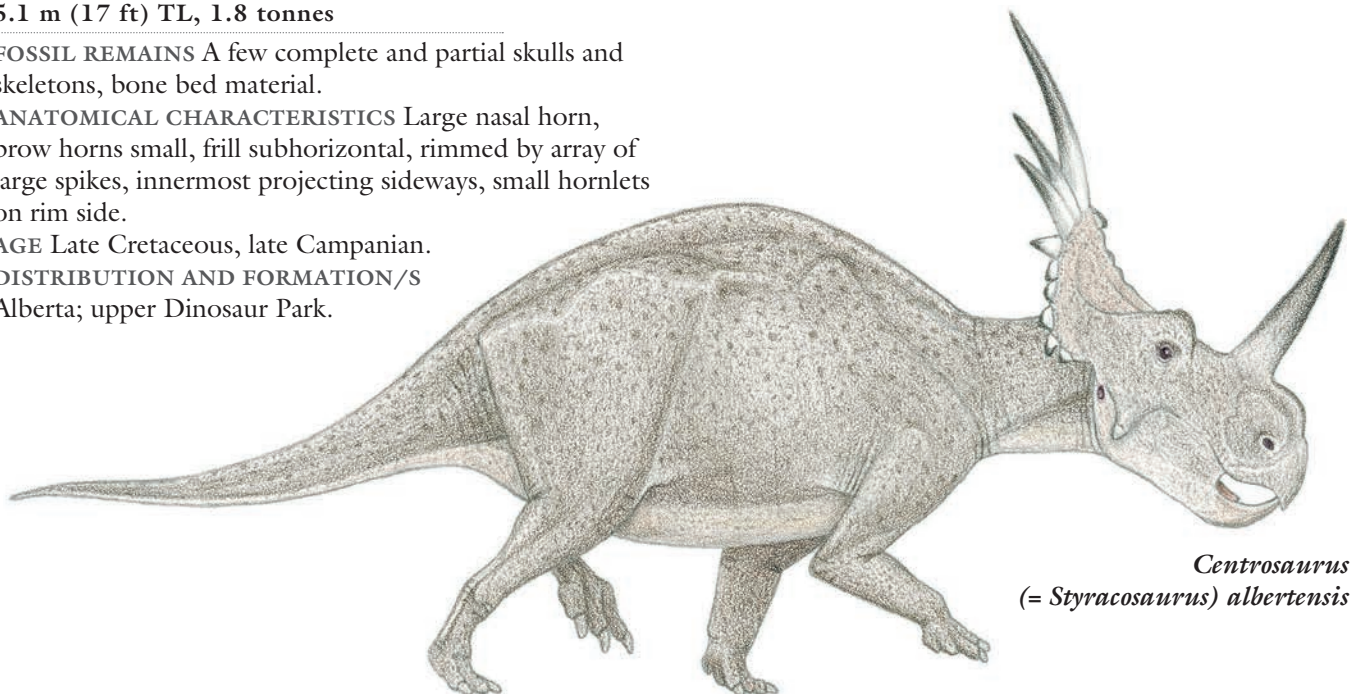 5.1 m (17 ft) TL, 1.8 tonnes
FOSSIL REMAINS A few complete and partial skulls and
skeletons, bone bed material.
ANATOMICAL CHARACTERISTICS Large nasal horn,
brow horns small, frill subhorizontal, rimmed by array of
large spikes, innermost projecting sideways, small hornlets
on rim side.
AGE Late Cretaceous, late Campanian.
DISTRIBUTION AND FORMATION/S
Alberta; upper Dinosaur Park.
Centrosaurus
(= Styracosaurus) albertensis